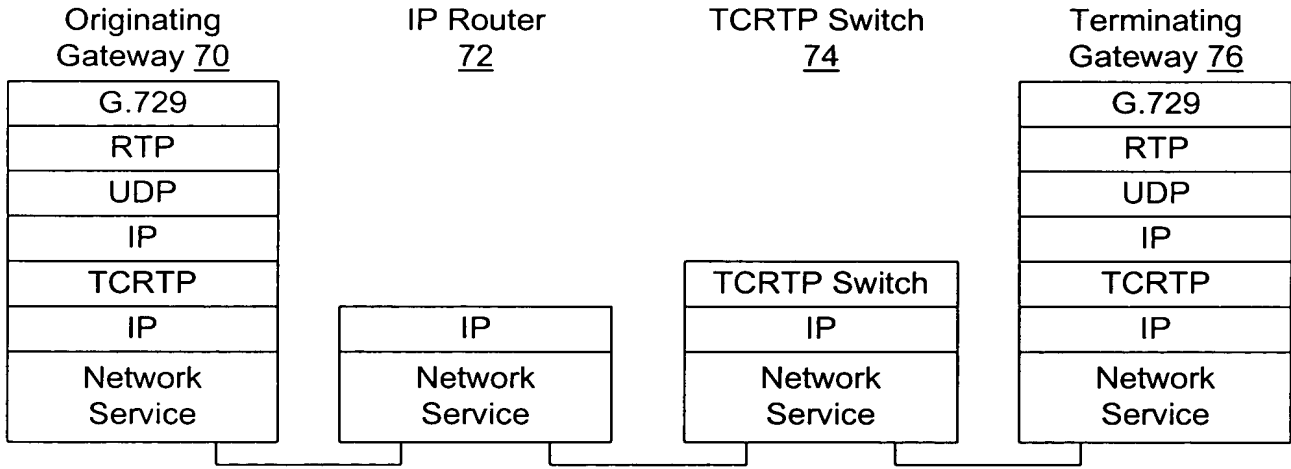 Originating
Gateway 70
IP Router
72
TCRTP Switch
74
Terminating
Gateway 76
G.729
RTP
UDP
IP
TCRTP
IP
Network
Service
IP
Network
Service
TCRTP Switch
IP
Network
Service
G.729
RTP
UDP
IP
TCRTP
IP
Network
Service